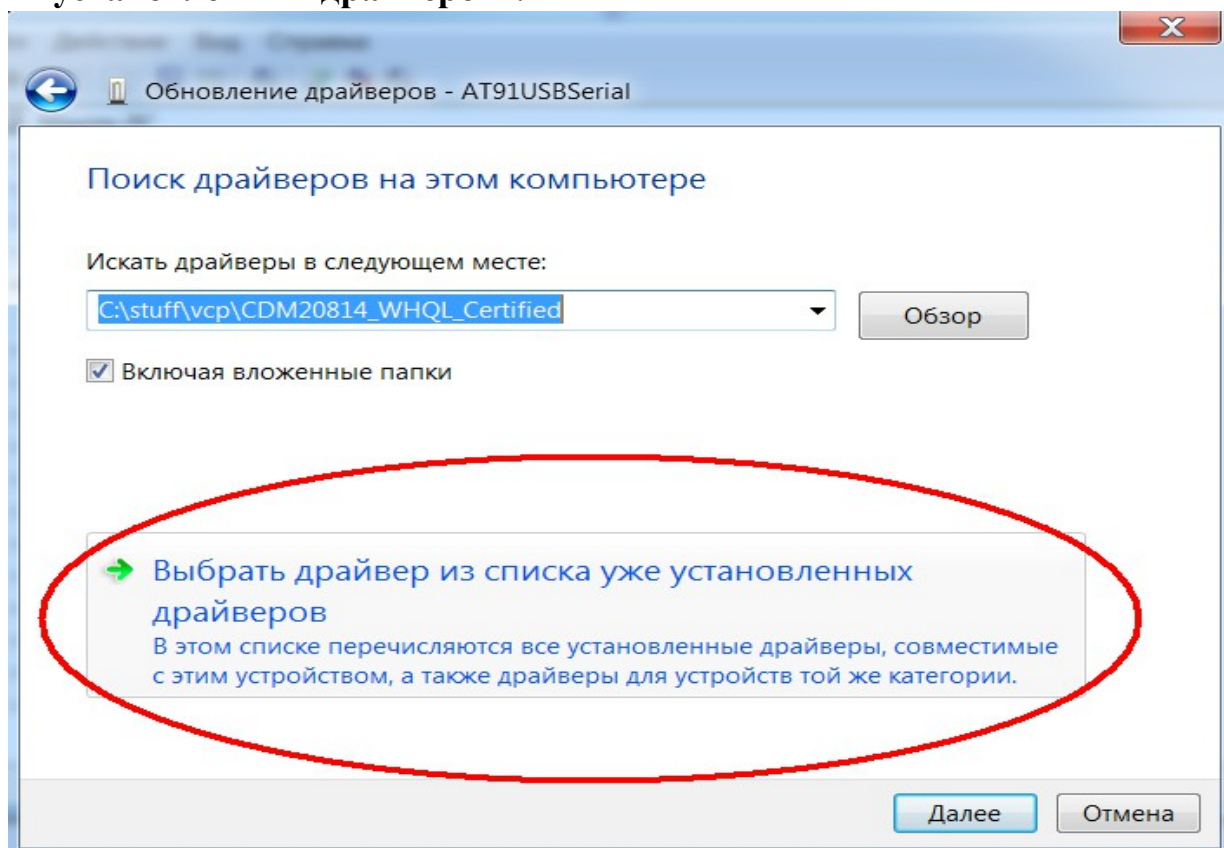 Обновление драйверов - AT91USBSerial
Поиск драйверов на этом компьютере
Искать драйверы в следующем месте:
C:\stuff\vcp\CDM20814_WHQL_Certified
Обзор
Включая вложенные папки
Выбрать драйвер из списка уже установленных
драйверов
В этом списке перечисляются все установленные драйверы, совместимые
с этим устройством, а также драйверы для устройств той же категории.
Далее
Отмена